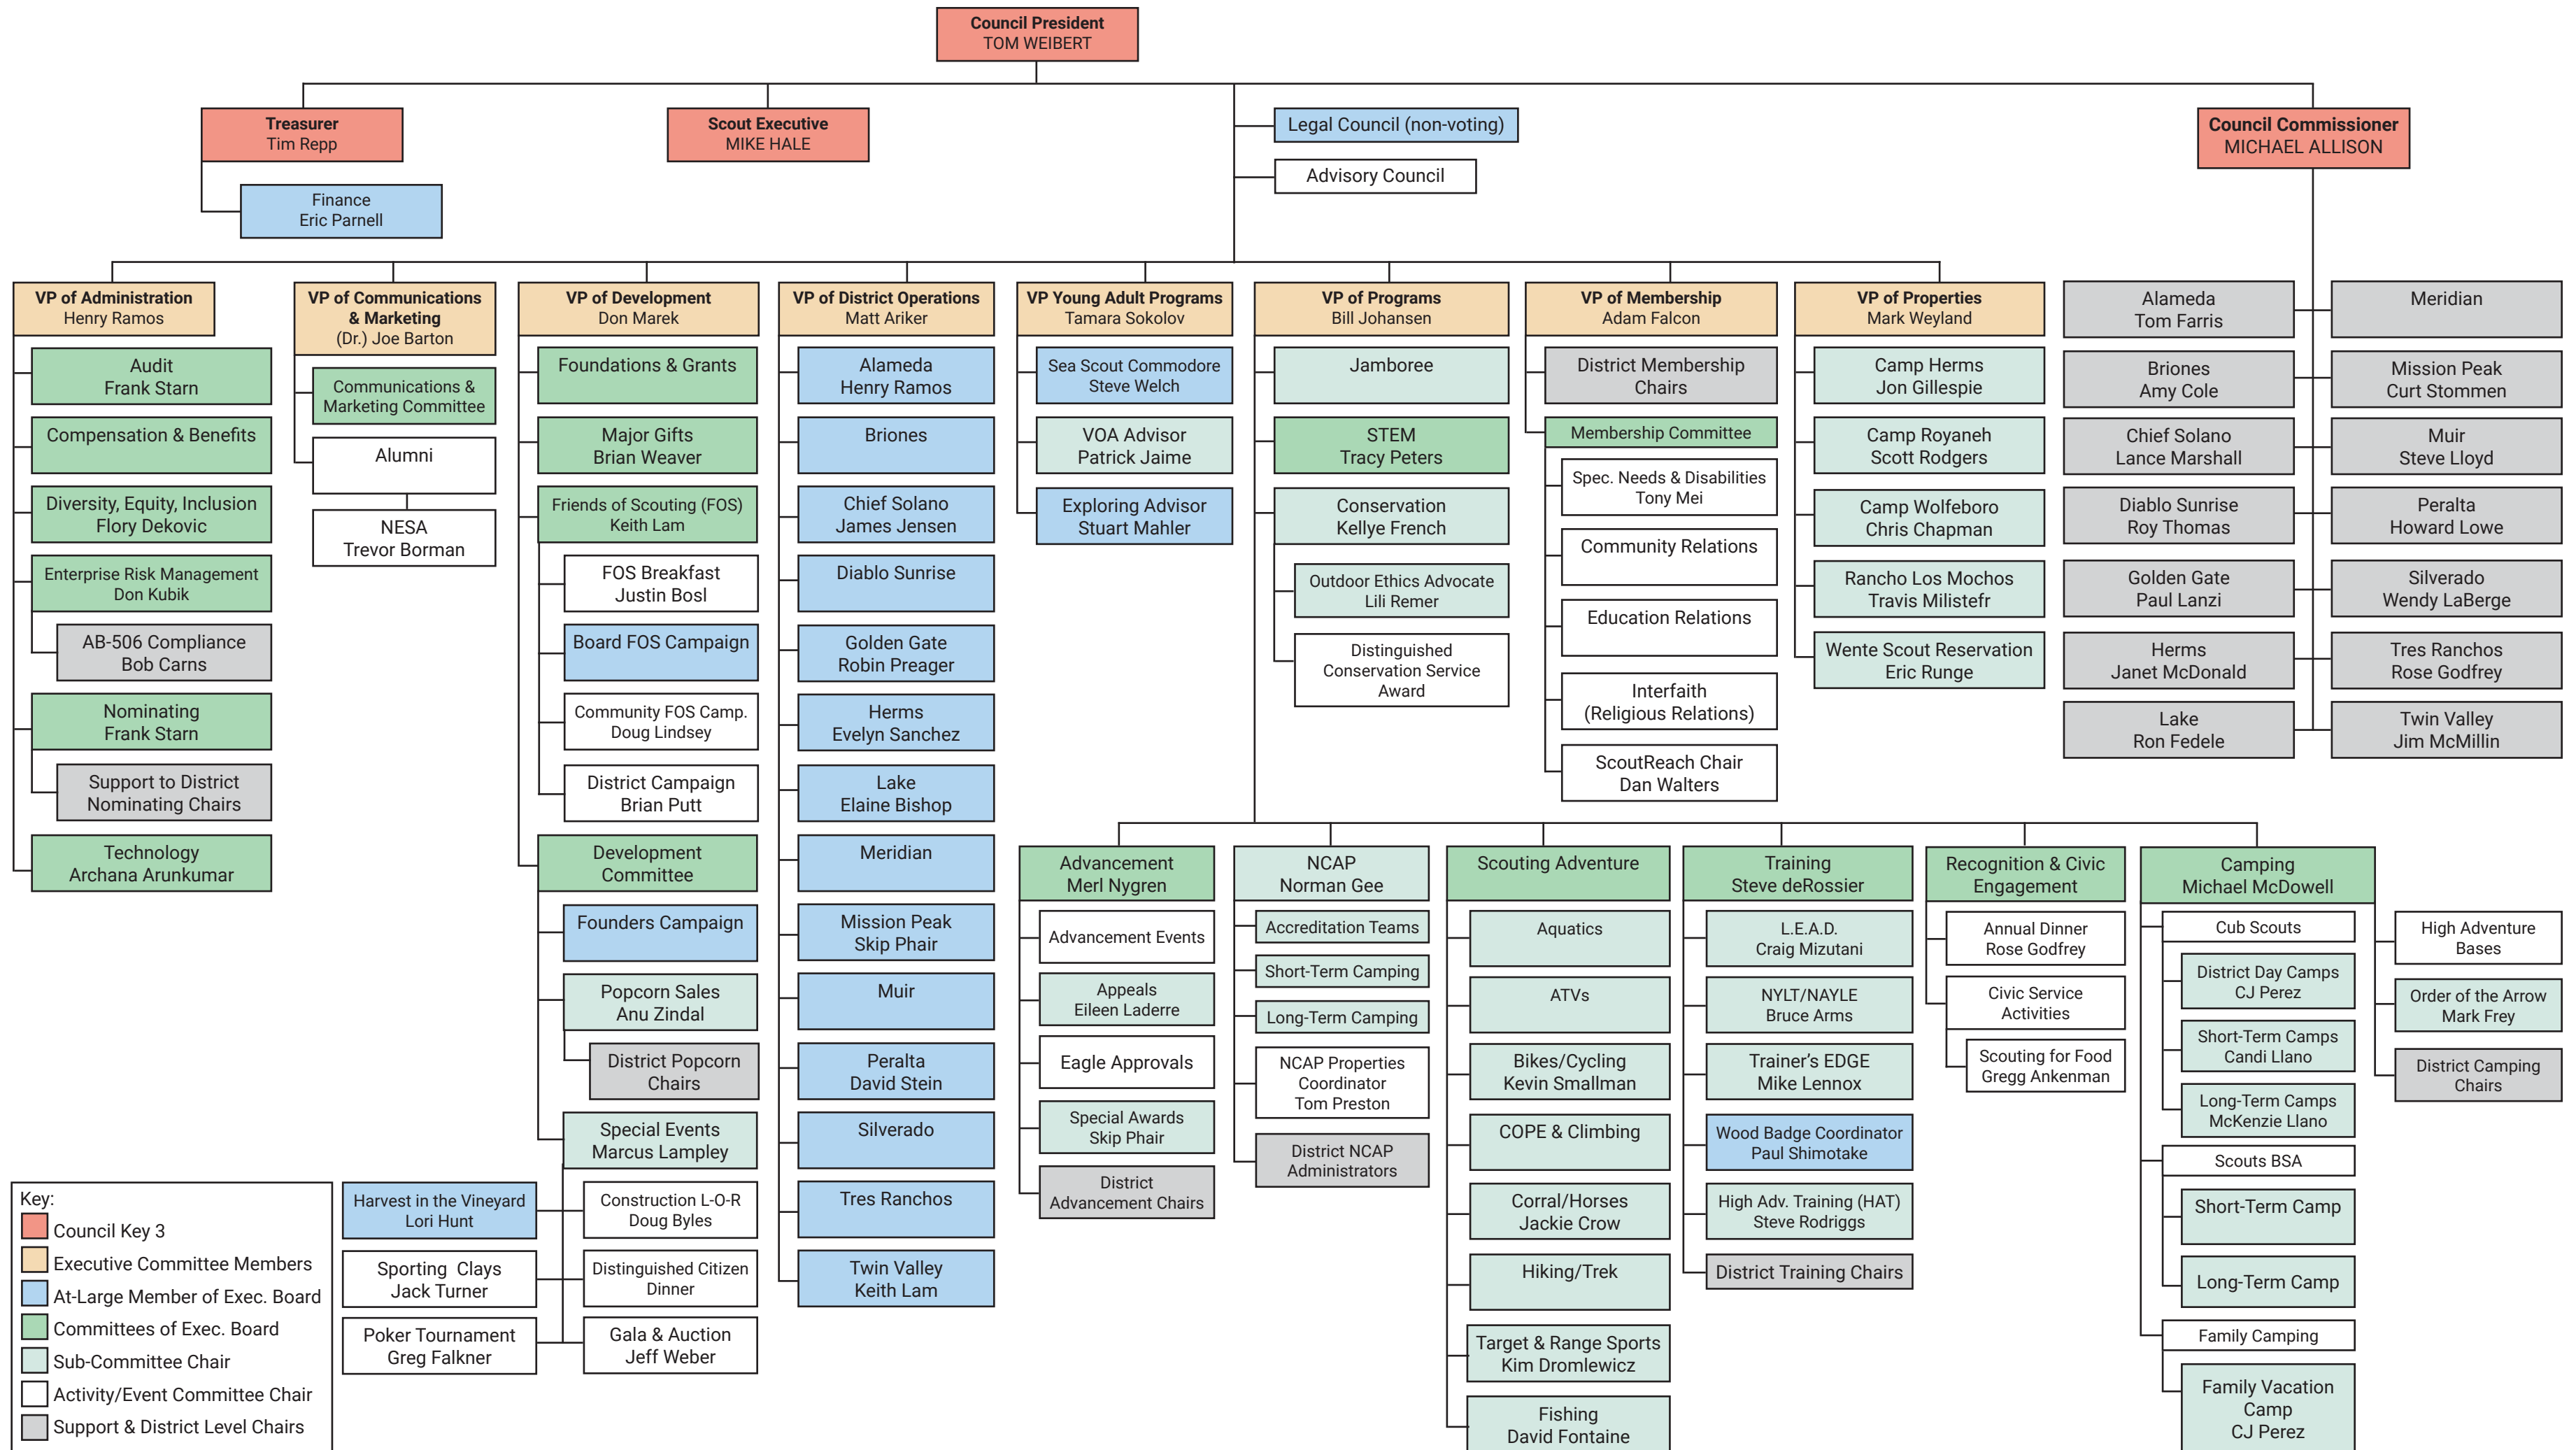 Council President
TOM WEIBERT
Treasurer
Tim Repp
Scout Executive
MIKE HALE
Legal Council (non-voting)
Advisory Council
Council Commissioner
MICHAEL ALLISON
Finance
Eric Parnell
VP of Administration
Henry Ramos
Audit
Frank Starn
Compensation & Benefits
Diversity, Equity, Inclusion
Flory Dekovic
Enterprise Risk Management
Don Kubik
AB-506 Compliance
Bob Carns
Nominating
Frank Starn
Support to District
Nominating Chairs
Technology
Archana Arunkumar
VP of Communications
& Marketing
(Dr.) Joe Barton
Communications &
Marketing Committee
Alumni
NESA
Trevor Borman
VP of Development
Don Marek
Foundations & Grants
Major Gifts
Brian Weaver
Friends of Scouting (FOS)
Keith Lam
FOS Breakfast
Justin Bosl
Board FOS Campaign
Community FOS Camp.
Doug Lindsey
District Campaign
Brian Putt
Development
Committee
Founders Campaign
Popcorn Sales
Anu Zindal
District Popcorn
Chairs
Special Events
Marcus Lampley
Harvest in the Vineyard
Lori Hunt
Construction L-O-R
Doug Byles
Sporting Clays
Jack Turner
Distinguished Citizen
Dinner
Poker Tournament
Greg Falkner
Gala & Auction
Jeff Weber
VP of District Operations
Matt Ariker
Alameda
Henry Ramos
Briones
Chief Solano
James Jensen
Diablo Sunrise
Golden Gate
Robin Preager
Herms
Evelyn Sanchez
Lake
Elaine Bishop
Meridian
Mission Peak
Skip Phair
Muir
Peralta
David Stein
Silverado
Tres Ranchos
Twin Valley
Keith Lam
VP Young Adult Programs
Tamara Sokolov
Sea Scout Commodore
Steve Welch
VOA Advisor
Patrick Jaime
Exploring Advisor
Stuart Mahler
VP of Programs
Bill Johansen
Jamboree
STEM
Tracy Peters
Conservation
Kellye French
Outdoor Ethics Advocate
Lili Remer
Distinguished
Conservation Service
Award
VP of Membership
Adam Falcon
District Membership
Chairs
Membership Committee
Spec. Needs & Disabilities
Tony Mei
Community Relations
Education Relations
Interfaith
(Religious Relations)
ScoutReach Chair
Dan Walters
VP of Properties
Mark Weyland
Camp Herms
Jon Gillespie
Camp Royaneh
Scott Rodgers
Camp Wolfeboro
Chris Chapman
Rancho Los Mochos
Travis Milistefr
Wente Scout Reservation
Eric Runge
Alameda
Tom Farris
Meridian
Briones
Amy Cole
Mission Peak
Curt Stommen
Chief Solano
Lance Marshall
Muir
Steve Lloyd
Diablo Sunrise
Roy Thomas
Peralta
Howard Lowe
Golden Gate
Paul Lanzi
Silverado
Wendy LaBerge
Herms
Janet McDonald
Tres Ranchos
Rose Godfrey
Lake
Ron Fedele
Twin Valley
Jim McMillin
Advancement
Merl Nygren
Advancement Events
Appeals
Eileen Laderre
Eagle Approvals
Special Awards
Skip Phair
District
Advancement Chairs
NCAP
Norman Gee
Accreditation Teams
Short-Term Camping
Long-Term Camping
NCAP Properties
Coordinator
Tom Preston
District NCAP
Administrators
Scouting Adventure
Aquatics
ATVs
Bikes/Cycling
Kevin Smallman
COPE & Climbing
Corral/Horses
Jackie Crow
Hiking/Trek
Target & Range Sports
Kim Dromlewicz
Fishing
David Fontaine
Training
Steve deRossier
L.E.A.D.
Craig Mizutani
NYLT/NAYLE
Bruce Arms
Trainer’s EDGE
Mike Lennox
Wood Badge Coordinator
Paul Shimotake
High Adv. Training (HAT)
Steve Rodriggs
District Training Chairs
Recognition & Civic
Engagement
Annual Dinner
Rose Godfrey
Civic Service
Activities
Scouting for Food
Gregg Ankenman
Camping
Michael McDowell
Cub Scouts
District Day Camps
CJ Perez
Short-Term Camps
Candi Llano
Long-Term Camps
McKenzie Llano
Scouts BSA
Short-Term Camp
Long-Term Camp
Family Camping
Family Vacation
Camp
CJ Perez
High Adventure
Bases
Order of the Arrow
Mark Frey
District Camping
Chairs
Key:
Council Key 3
Executive Committee Members
At-Large Member of Exec. Board
Committees of Exec. Board
Sub-Committee Chair
Activity/Event Committee Chair
Support & District Level Chairs